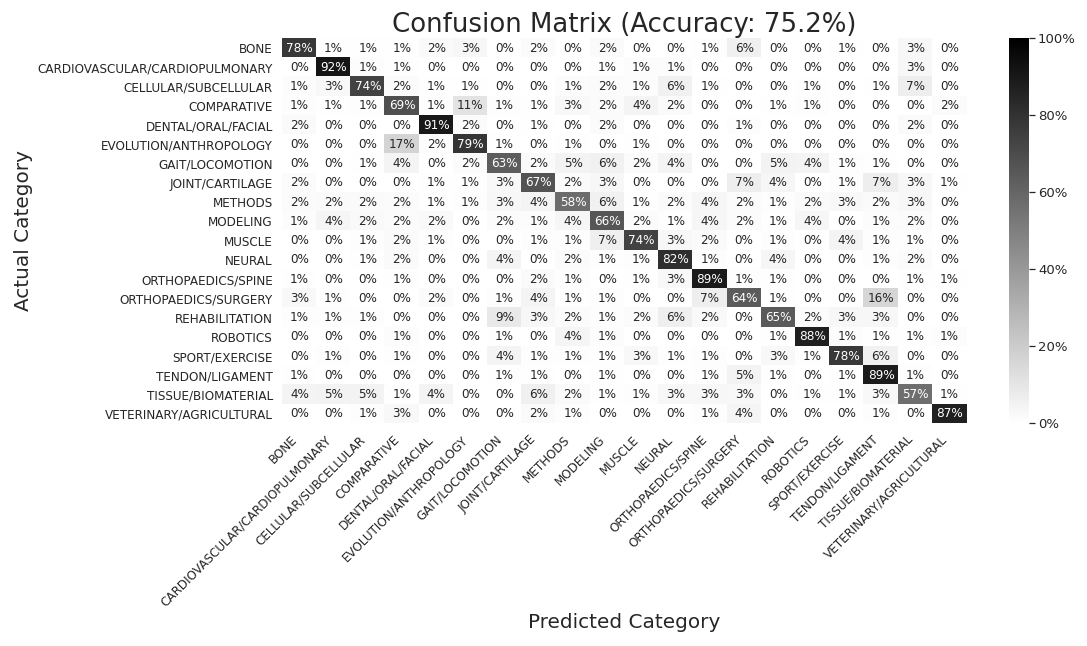 Confusion Matrix (Accuracy: 75.2%)
BONE 78% 1% 1% 1% 2% 3% 0% 2% 0% 2% 0% 0% 1% 6% 0% 0% 1% 0% 3% 0%
CARDIOVASCULAR/CARDIOPULMONARY 0% 92% 1% 1% 0% 0% 0% 0% 0% 1% 1% 1% 0% 0% 0% 0% 0% 0% 3% 0%
CELLULAR/SUBCELLULAR 1% 3% 74% 2% 1% 1% 0% 0% 1% 2% 1% 6% 1% 0% 0% 1% 0% 1% 7% 0%
COMPARATIVE 1% 1% 1% 69% 1% 11% 1% 1% 3% 2% 4% 2% 0% 0% 1% 1% 0% 0% 0% 2%
DENTAL/ORAL/FACIAL 2% 0% 0% 0% 91% 2% 0% 1% 0% 2% 0% 0% 0% 1% 0% 0% 0% 0% 2% 0%
EVOLUTION/ANTHROPOLOGY 0% 0% 0% 17% 2% 79% 1% 0% 1% 0% 1% 0% 0% 0% 0% 0% 0% 0% 0% 0%
GAIT/LOCOMOTION 0% 0% 1% 4% 0% 2% 63% 2% 5% 6% 2% 4% 0% 0% 5% 4% 1% 1% 0% 0%
JOINT/CARTILAGE 2% 0% 0% 0% 1% 1% 3% 67% 2% 3% 0% 0% 0% 7% 4% 0% 1% 7% 3% 1%
METHODS 2% 2% 2% 2% 1% 1% 3% 4% 58% 6% 1% 2% 4% 2% 1% 2% 3% 2% 3% 0%
MODELING 1% 4% 2% 2% 2% 0% 2% 1% 4% 66% 2% 1% 4% 2% 1% 4% 0% 1% 2% 0%
MUSCLE 0% 0% 1% 2% 1% 0% 0% 1% 1% 7% 74% 3% 2% 0% 1% 0% 4% 1% 1% 0%
NEURAL 0% 0% 1% 2% 0% 0% 4% 0% 2% 1% 1% 82% 1% 0% 4% 0% 0% 1% 2% 0%
ORTHOPAEDICS/SPINE 1% 0% 0% 1% 0% 0% 0% 2% 1% 0% 1% 3% 89% 1% 1% 0% 0% 0% 1% 1%
ORTHOPAEDICS/SURGERY 3% 1% 0% 0% 2% 0% 1% 4% 1% 1% 0% 0% 7% 64% 1% 0% 0% 16% 0% 0%
REHABILITATION 1% 1% 1% 0% 0% 0% 9% 3% 2% 1% 2% 6% 2% 0% 65% 2% 3% 3% 0% 0%
ROBOTICS 0% 0% 0% 1% 0% 0% 1% 0% 4% 1% 0% 0% 0% 0% 1% 88% 1% 1% 1% 1%
SPORT/EXERCISE 0% 1% 0% 1% 0% 0% 4% 1% 1% 1% 3% 1% 1% 0% 3% 1% 78% 6% 0% 0%
TENDON/LIGAMENT 1% 0% 0% 0% 0% 0% 1% 1% 0% 1% 0% 0% 1% 5% 1% 0% 1% 89% 1% 0%
TISSUE/BIOMATERIAL 4% 5% 5% 1% 4% 0% 0% 6% 2% 1% 1% 3% 3% 3% 0% 1% 1% 3% 57% 1%
VETERINARY/AGRICULTURAL 0% 0% 1% 3% 0% 0% 0% 2% 1% 0% 0% 0% 1% 4% 0% 0% 0% 1% 0% 87%
Actual Category
BONE
CARDIOVASCULAR/CARDIOPULMONARY
CELLULAR/SUBCELLULAR
COMPARATIVE
DENTAL/ORAL/FACIAL
EVOLUTION/ANTHROPOLOGY
GAIT/LOCOMOTION
JOINT/CARTILAGE
METHODS
MODELING
MUSCLE
NEURAL
ORTHOPAEDICS/SPINE
ORTHOPAEDICS/SURGERY
REHABILITATION
ROBOTICS
SPORT/EXERCISE
TENDON/LIGAMENT
TISSUE/BIOMATERIAL
VETERINARY/AGRICULTURAL
Predicted Category
100%
80%
60%
40%
20%
0%